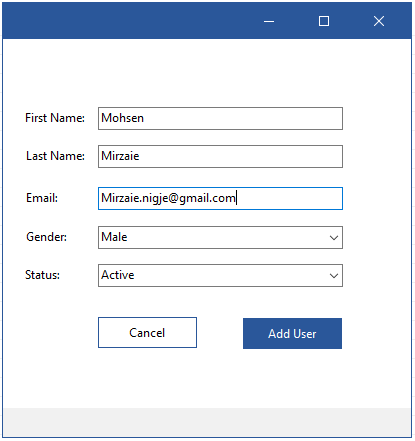 First Name: Mohsen
Last Name: Mirzaie
Email: Mirzaie.nigje@gmail.com
Gender: Male
Status: Active
Cancel Add User